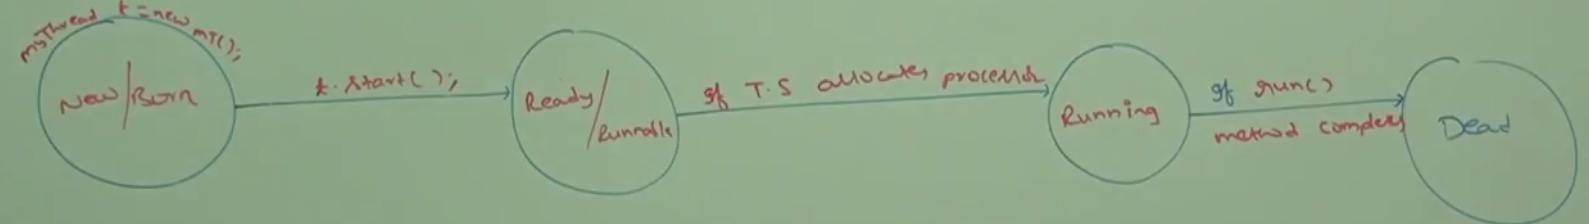 myThread t = new MT();
New/Born
t.start();
Ready/
Runnable
If T.S allocates processor
Running
If run()
method completes
Dead